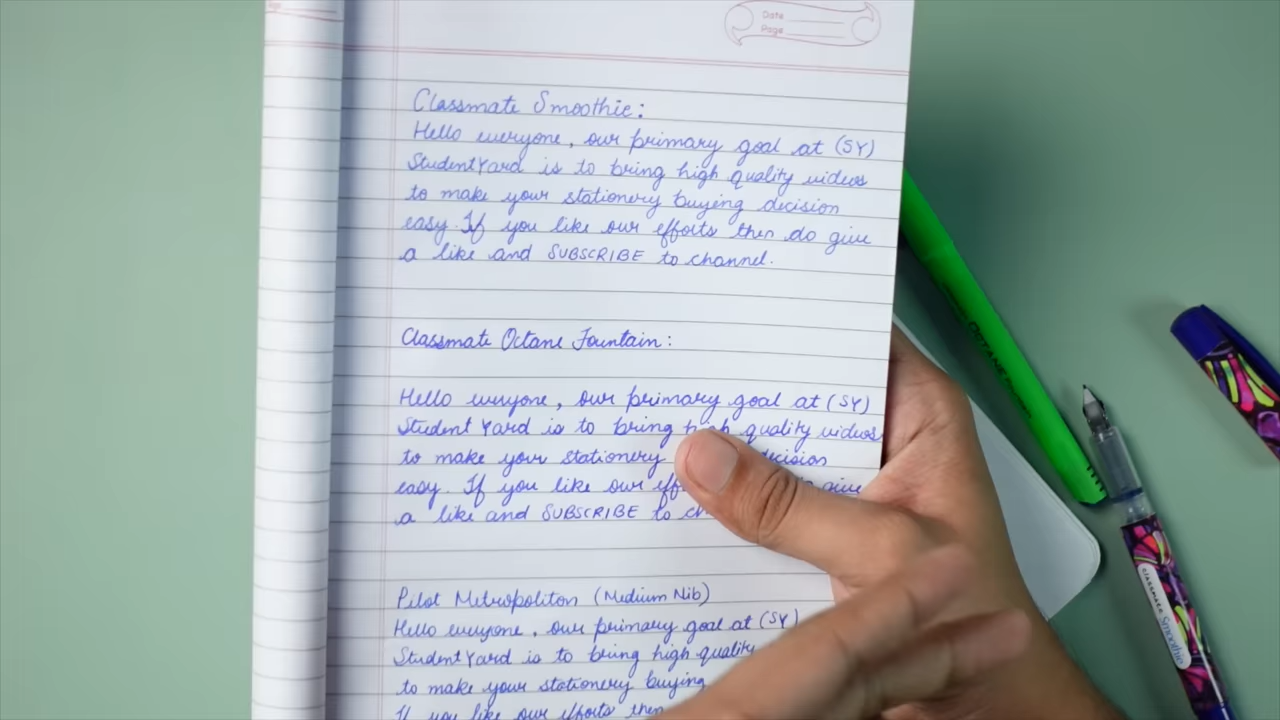 Date
Page
Classmate Smoothie:
Hello everyone, our primary goal at (SY)
StudentYard is to bring high quality videos
to make your stationery buying decision
easy. If you like our efforts then do give
a like and SUBSCRIBE to channel.
Classmate Octane Fountain:
Hello everyone, our primary goal at (SY)
Student Yard is to bring high quality videos
to make your stationery decision
easy. If you like our give
a like and SUBSCRIBE to
Pilot Metropoliton (Medium Nib)
Hello everyone, our primary goal at (SY)
StudentYard is to bring high quality
to make your stationery buying
If you like our efforts then
OCTANE
Classmate Smoothie